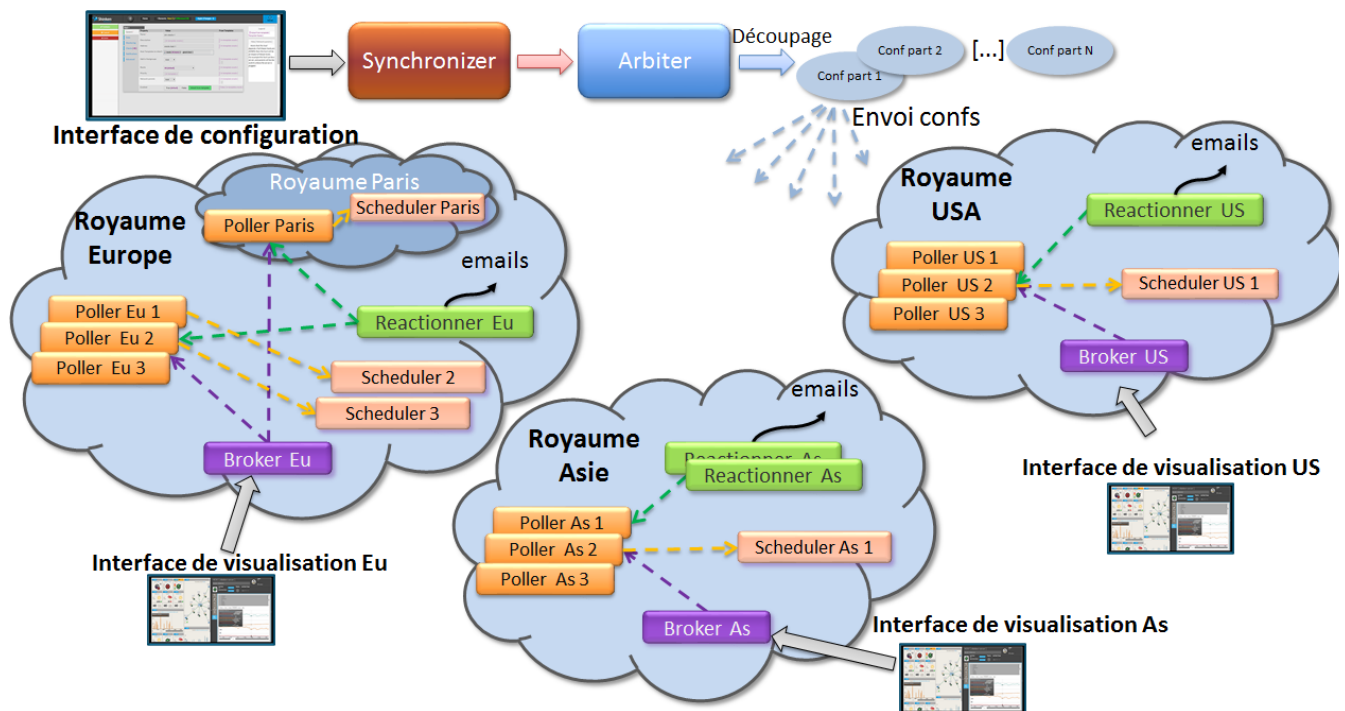 Synchronizer
Arbiter
Découpage
Conf part 1
Conf part 2
[...]
Conf part N
Interface de configuration
Envoi confs
Royaume Paris
Scheduler Paris
Poller Paris
Royaume
Europe
emails
Poller Eu 1
Poller Eu 2
Poller Eu 3
Reactionner Eu
Scheduler 2
Scheduler 3
Broker Eu
Interface de visualisation Eu
Royaume
Asie
emails
Reactionner As
Reactionner As
Poller As 1
Poller As 2
Poller As 3
Scheduler As 1
Broker As
Interface de visualisation As
Royaume
USA
emails
Reactionner US
Poller US 1
Poller US 2
Poller US 3
Scheduler US 1
Broker US
Interface de visualisation US